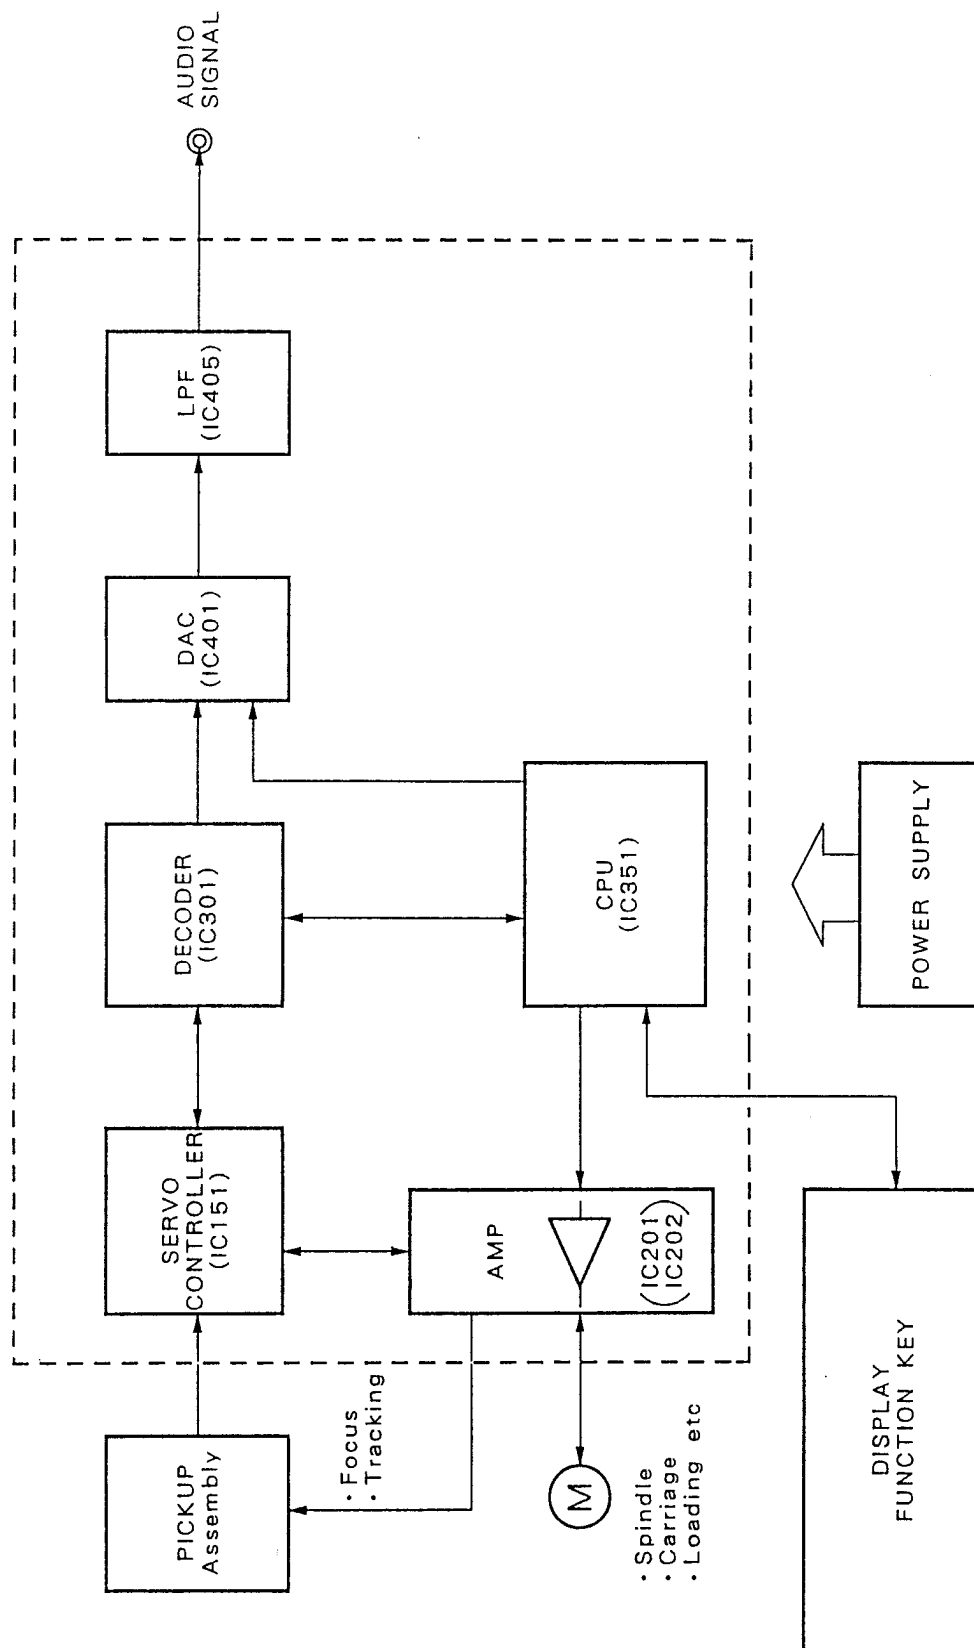 PICKUP
Assembly
SERVO
CONTROLLER
(IC151)
DECODER
(IC301)
DAC
(IC401)
LPF
(IC405)
AUDIO
SIGNAL
· Focus
· Tracking
AMP
(IC201)
(IC202)
CPU
(IC351)
M
· Spindle
· Carriage
· Loading etc
DISPLAY
FUNCTION KEY
POWER SUPPLY